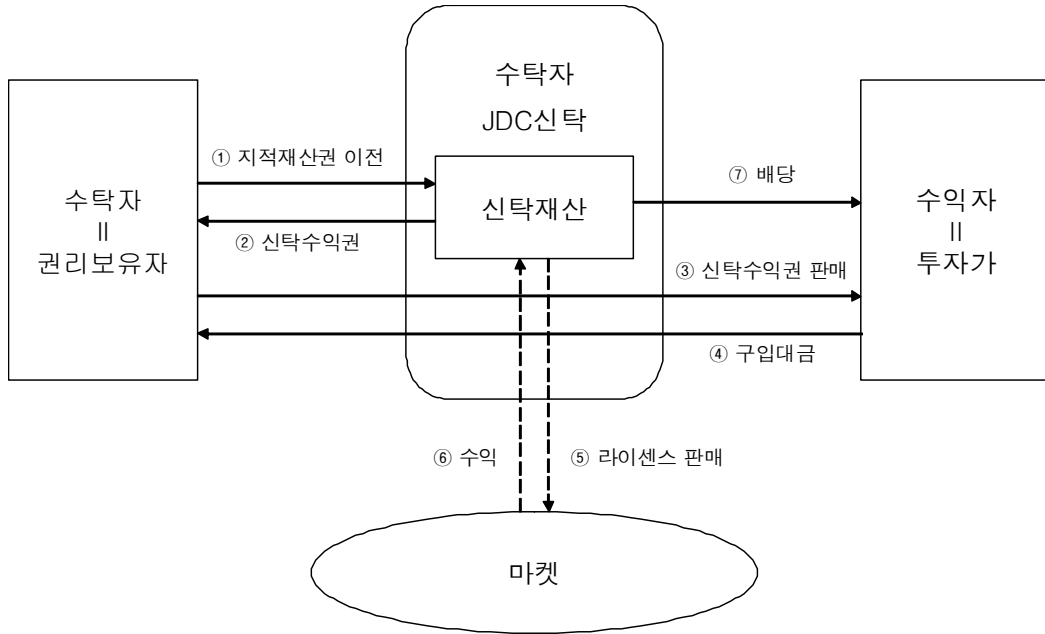 수탁자
JDC신탁
① 지적재산권 이전
⑦ 배당
수탁자
=
권리보유자
신탁재산
수익자
=
투자가
② 신탁수익권
③ 신탁수익권 판매
④ 구입대금
⑥ 수익
⑤ 라이센스 판매
마켓